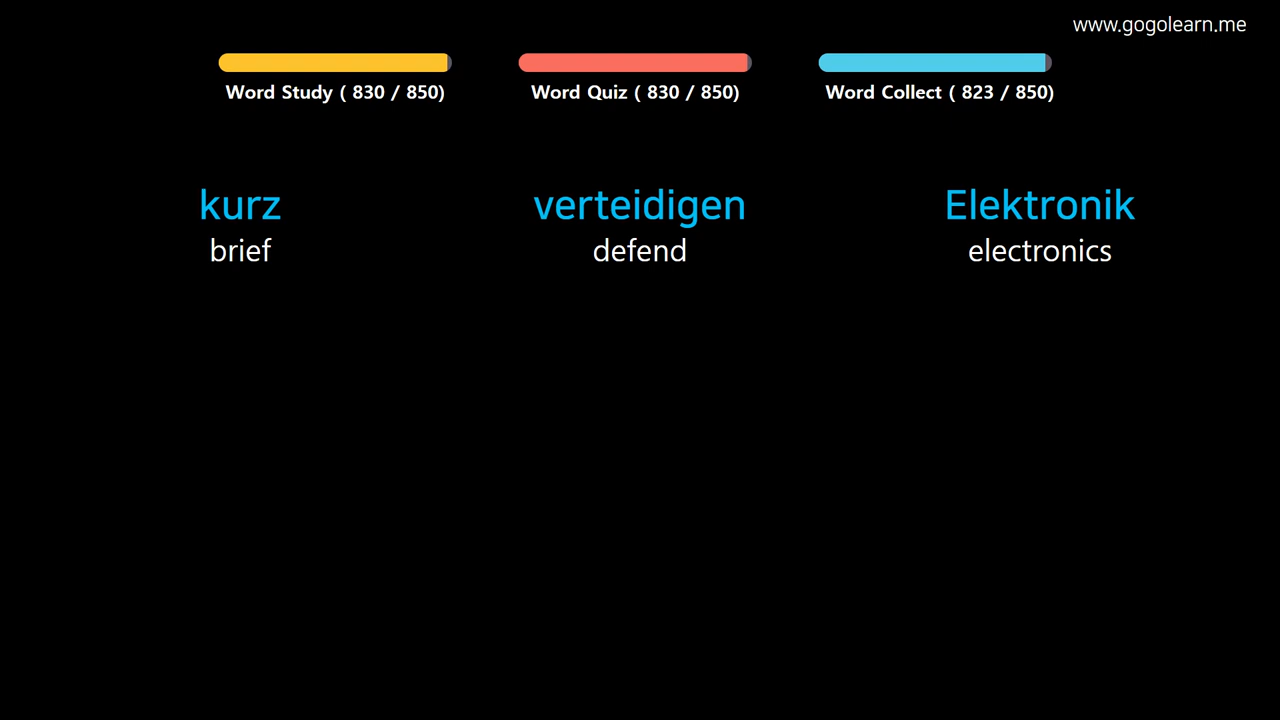 www.gogolearn.me
Word Study ( 830 / 850)
Word Quiz ( 830 / 850)
Word Collect ( 823 / 850)
kurz
brief
verteidigen
defend
Elektronik
electronics